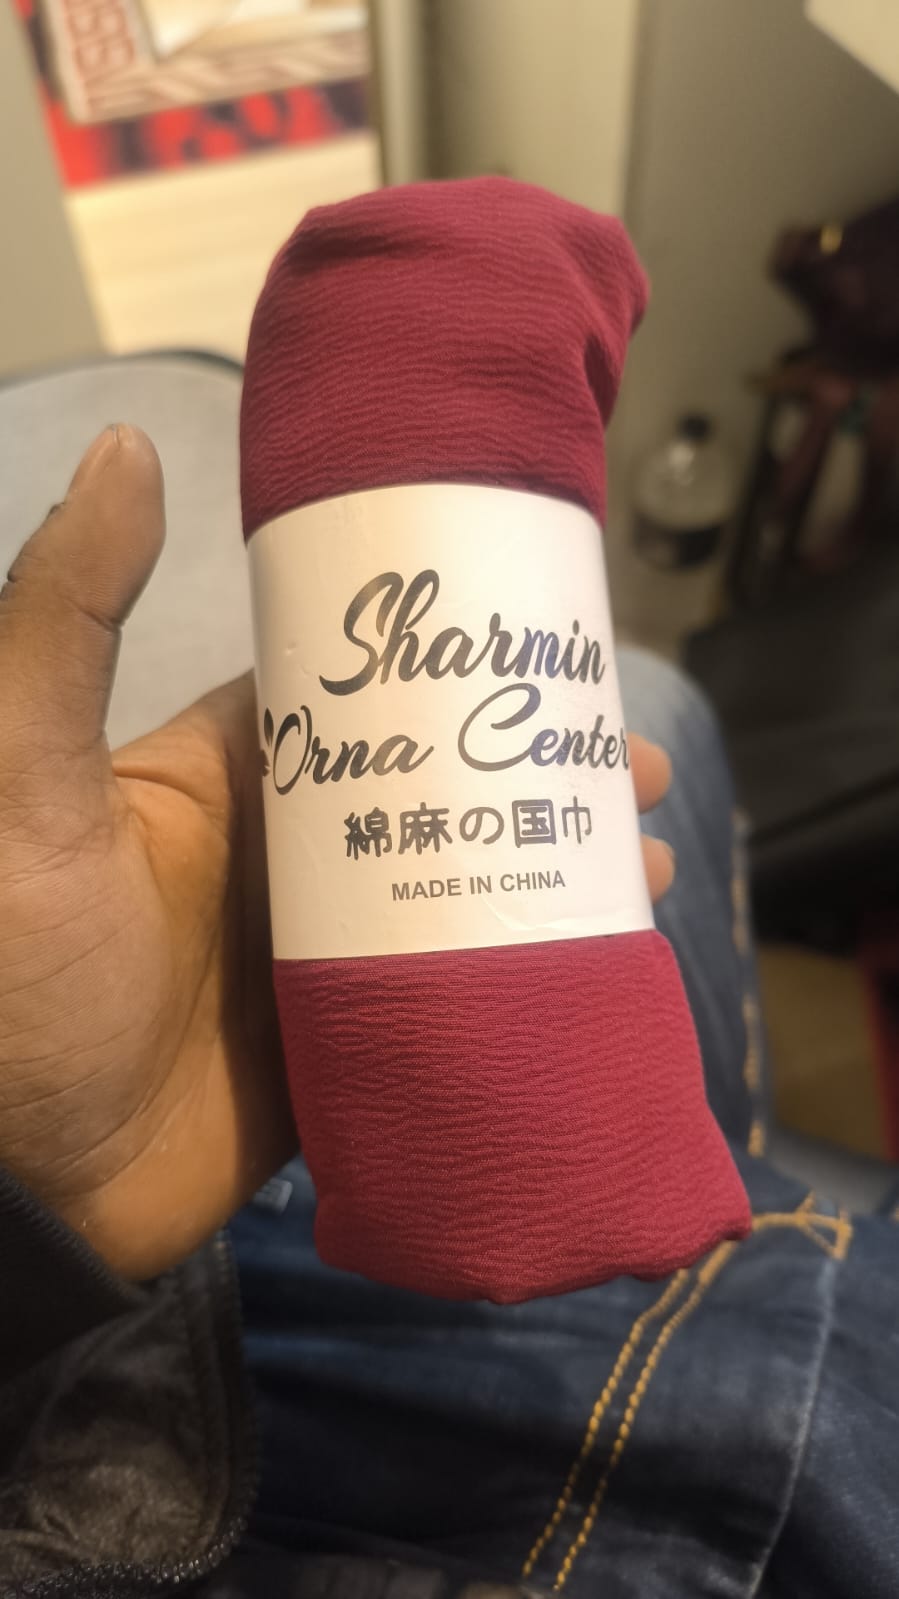 Sharmin
Orna Center
綿麻の国巾
MADE IN CHINA